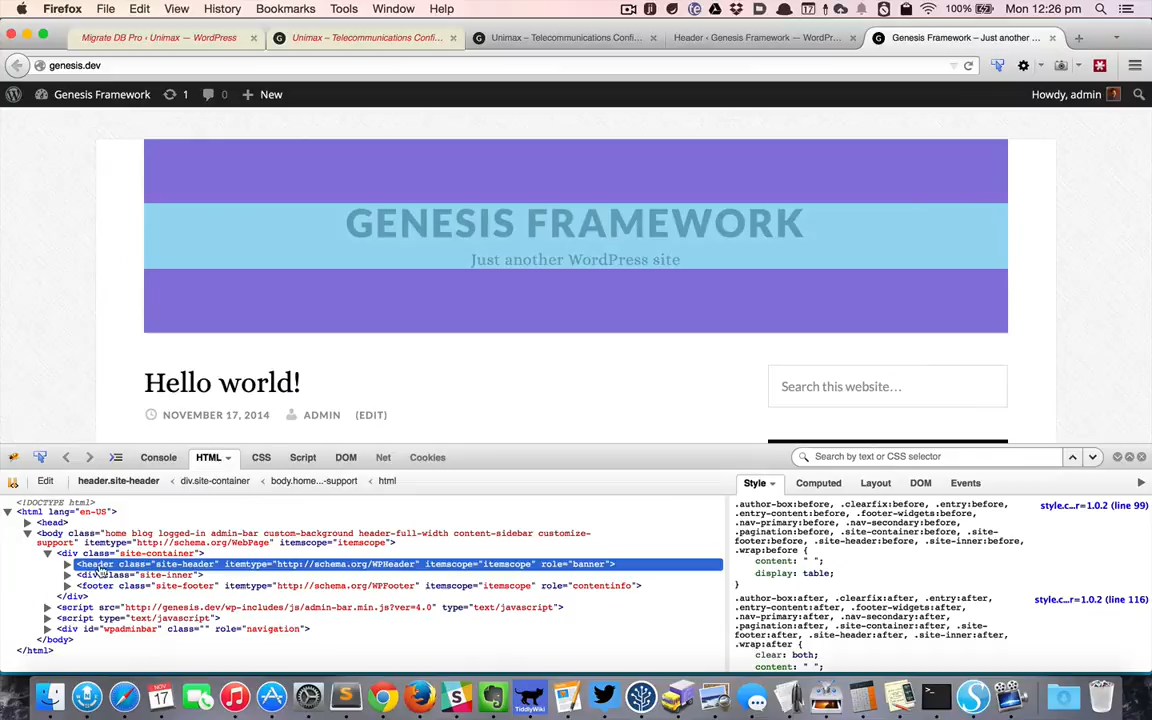 Firefox File Edit View History Bookmarks Tools Window Help 100% Mon 12:26 pm
Migrate DB Pro ‹ Unimax — WordPress Unimax – Telecommunications Confi... Unimax – Telecommunications Confi... Header ‹ Genesis Framework — WordPr... Genesis Framework – Just another ...
genesis.dev
Genesis Framework 1 0 + New Howdy, admin
GENESIS FRAMEWORK
Just another WordPress site
Hello world!
Search this website...
NOVEMBER 17, 2014 ADMIN (EDIT)
Console HTML CSS Script DOM Net Cookies Search by text or CSS selector
Edit header.site-header < div.site-container < body.home...-support < html Style Computed Layout DOM Events
<!DOCTYPE html>
<html lang="en-US">
<head>
<body class="home blog logged-in admin-bar custom-background header-full-width content-sidebar customize-
support" itemtype="http://schema.org/WebPage" itemscope="itemscope">
<div class="site-container">
<header class="site-header" itemtype="http://schema.org/WPHeader" itemscope="itemscope" role="banner">
<div class="site-inner">
<footer class="site-footer" itemtype="http://schema.org/WPFooter" itemscope="itemscope" role="contentinfo">
</div>
<script src="http://genesis.dev/wp-includes/js/admin-bar.min.js?ver=4.0" type="text/javascript">
<script type="text/javascript">
<div id="wpadminbar" class="" role="navigation">
</body>
</html>
.author-box:before, .clearfix:before, .entry:before, style.c...r=1.0.2 (line 99)
.entry-content:before, .footer-widgets:before,
.nav-primary:before, .nav-secondary:before,
.pagination:before, .site-container:before, .site-
footer:before, .site-header:before, .site-inner:before,
.wrap:before {
content: " ";
display: table;
}
.author-box:after, .clearfix:after, .entry:after, style.c...r=1.0.2 (line 116)
.entry-content:after, .footer-widgets:after,
.nav-primary:after, .nav-secondary:after,
.pagination:after, .site-container:after, .site-
footer:after, .site-header:after, .site-inner:after,
.wrap:after {
clear: both;
content: " ";
NOV
17
TiddlyWiki